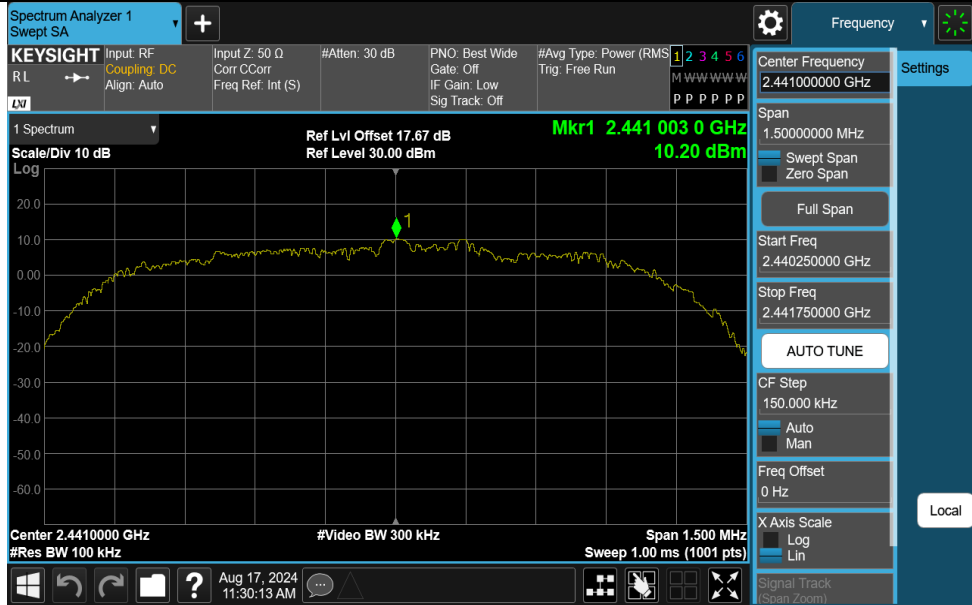 Spectrum Analyzer 1
Swept SA
Frequency
KEYSIGHT
R L
LXI
Input: RF
Coupling: DC
Align: Auto
Input Z: 50 Ω
Corr CCorr
Freq Ref: Int (S)
#Atten: 30 dB
PNO: Best Wide
Gate: Off
IF Gain: Low
Sig Track: Off
#Avg Type: Power (RMS
Trig: Free Run
1 2 3 4 5 6
M W W W W W
P P P P P P
1 Spectrum
Scale/Div 10 dB
Log
Ref Lvl Offset 17.67 dB
Ref Level 30.00 dBm
Mkr1 2.441 003 0 GHz
10.20 dBm
1
20.0
10.0
0.00
-10.0
-20.0
-30.0
-40.0
-50.0
-60.0
Center 2.4410000 GHz
#Res BW 100 kHz
#Video BW 300 kHz
Span 1.500 MHz
Sweep 1.00 ms (1001 pts)
Center Frequency
2.441000000 GHz
Settings
Span
1.50000000 MHz
Swept Span
Zero Span
Full Span
Start Freq
2.440250000 GHz
Stop Freq
2.441750000 GHz
AUTO TUNE
CF Step
150.000 kHz
Auto
Man
Freq Offset
0 Hz
X Axis Scale
Log
Lin
Local
Signal Track
(Span Zoom)
?
Aug 17, 2024
11:30:13 AM